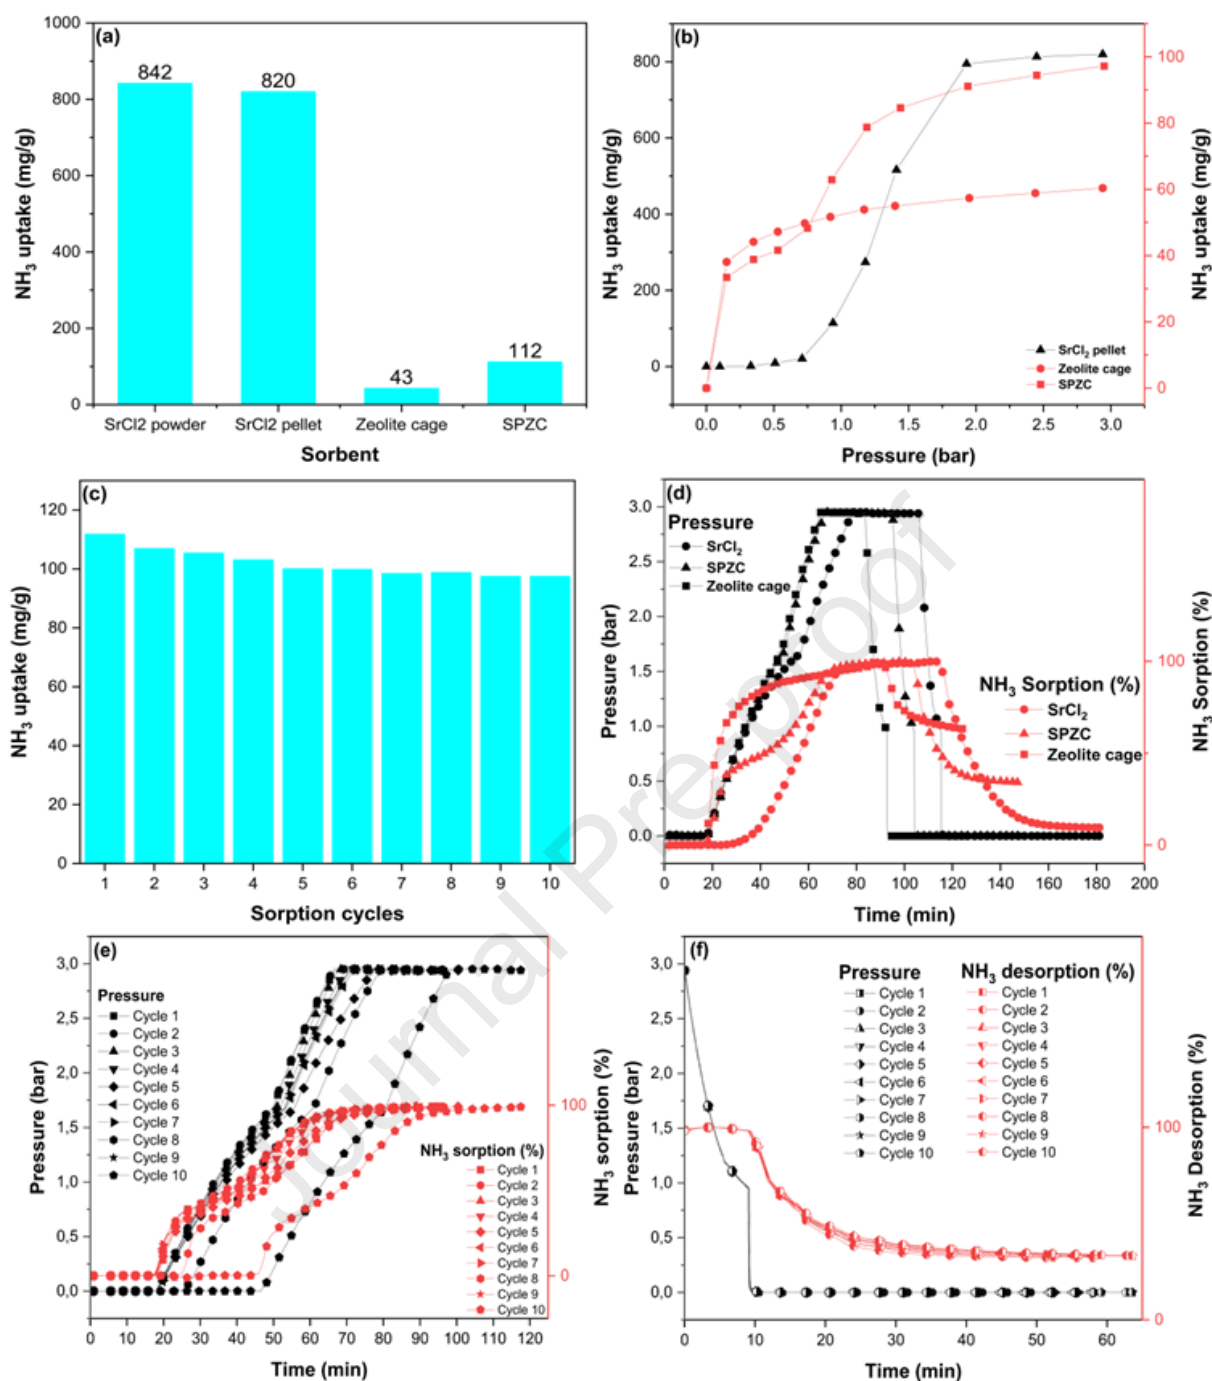 (a)
1000
800
600
400
200
0
NH3 uptake (mg/g)
842
820
43
112
SrCl2 powder
SrCl2 pellet
Zeolite cage
SPZC
Sorbent
(b)
800
600
400
200
0
NH3 uptake (mg/g)
100
80
60
40
20
0
NH3 uptake (mg/g)
SrCl2 pellet
Zeolite cage
SPZC
0.0 0.5 1.0 1.5 2.0 2.5 3.0
Pressure (bar)
(c)
120
100
80
60
40
20
0
NH3 uptake (mg/g)
1 2 3 4 5 6 7 8 9 10
Sorption cycles
(d)
3.0
2.5
2.0
1.5
1.0
0.5
0.0
Pressure (bar)
Pressure
SrCl2
SPZC
Zeolite cage
NH3 Sorption (%)
SrCl2
SPZC
Zeolite cage
100
0
NH3 Sorption (%)
0 20 40 60 80 100 120 140 160 180 200
Time (min)
(e)
3,0
2,5
2,0
1,5
1,0
0,5
0,0
Pressure (bar)
Pressure
Cycle 1
Cycle 2
Cycle 3
Cycle 4
Cycle 5
Cycle 6
Cycle 7
Cycle 8
Cycle 9
Cycle 10
NH3 sorption (%)
Cycle 1
Cycle 2
Cycle 3
Cycle 4
Cycle 5
Cycle 6
Cycle 7
Cycle 8
Cycle 9
Cycle 10
100
0
NH3 sorption (%)
0 10 20 30 40 50 60 70 80 90 100 110 120
Time (min)
(f)
3,0
2,5
2,0
1,5
1,0
0,5
0,0
Pressure (bar)
Pressure
Cycle 1
Cycle 2
Cycle 3
Cycle 4
Cycle 5
Cycle 6
Cycle 7
Cycle 8
Cycle 9
Cycle 10
NH3 desorption (%)
Cycle 1
Cycle 2
Cycle 3
Cycle 4
Cycle 5
Cycle 6
Cycle 7
Cycle 8
Cycle 9
Cycle 10
100
0
NH3 Desorption (%)
0 10 20 30 40 50 60
Time (min)
Journal Pre-proof